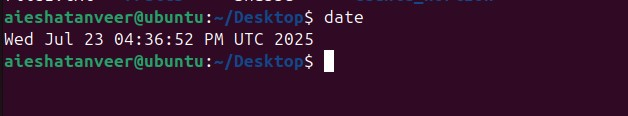 aieshatanveer@ubuntu:~/Desktop$ date
Wed Jul 23 04:36:52 PM UTC 2025
aieshatanveer@ubuntu:~/Desktop$